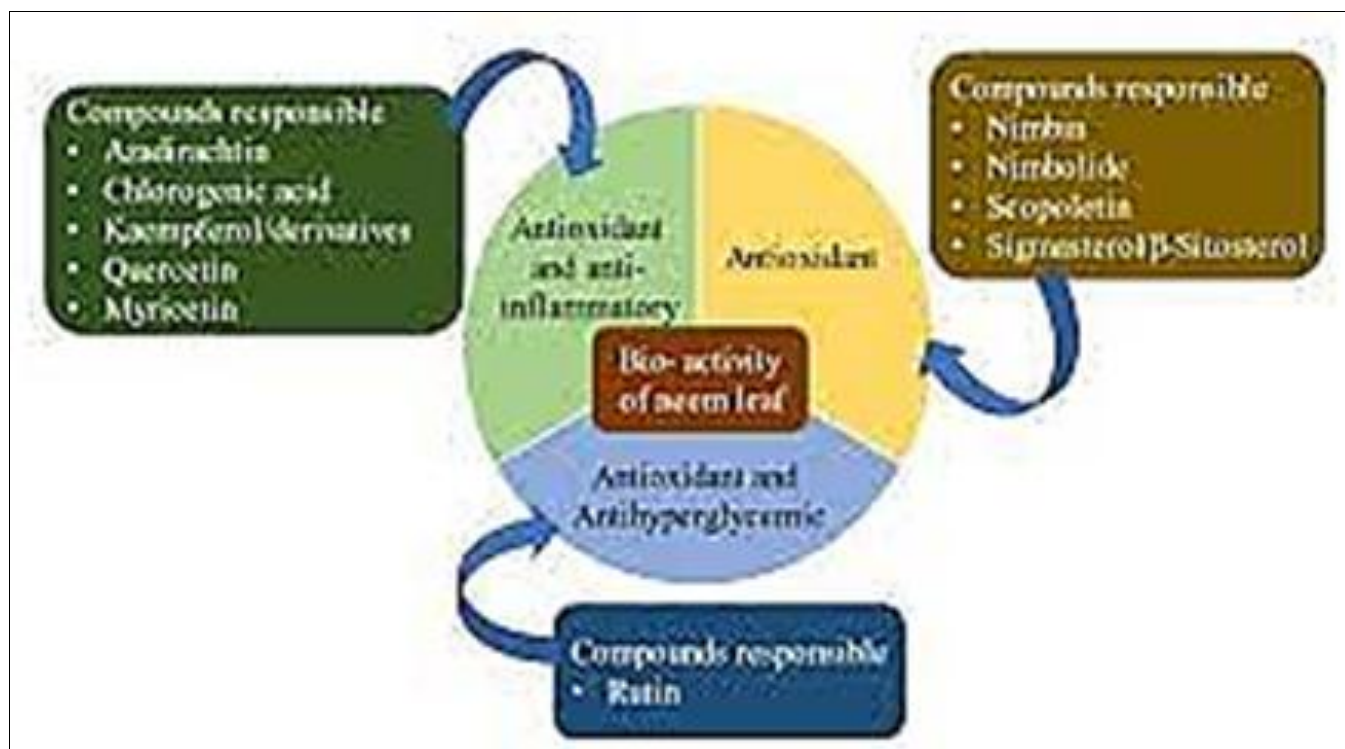 Compounds responsible
• Azadirachtin
• Chlorogenic acid
• Kaempferol/derivatives
• Quercetin
• Myricetin
Antioxidant
and anti-
inflammatory
Antioxidant
Compounds responsible
• Nimbin
• Nimbolide
• Scopoletin
• Sigmasterol/β-Sitosterol
Bio- activity
of neem leaf
Antioxidant and
Antihyperglycemic
Compounds responsible
• Rutin